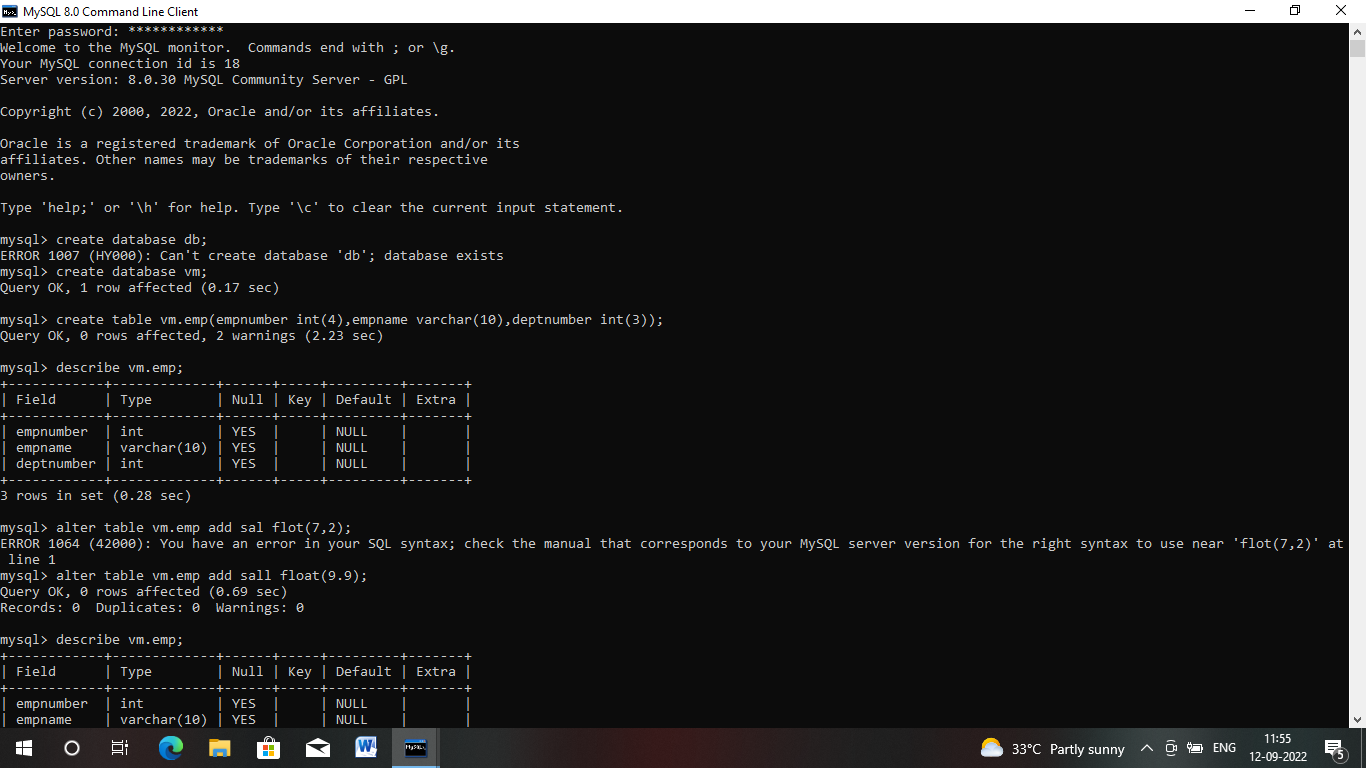 MySQL 8.0 Command Line Client
Enter password: ************
Welcome to the MySQL monitor.  Commands end with ; or \g.
Your MySQL connection id is 18
Server version: 8.0.30 MySQL Community Server - GPL
Copyright (c) 2000, 2022, Oracle and/or its affiliates.
Oracle is a registered trademark of Oracle Corporation and/or its
affiliates. Other names may be trademarks of their respective
owners.
Type 'help;' or '\h' for help. Type '\c' to clear the current input statement.
mysql> create database db;
ERROR 1007 (HY000): Can't create database 'db'; database exists
mysql> create database vm;
Query OK, 1 row affected (0.17 sec)
mysql> create table vm.emp(empnumber int(4),empname varchar(10),deptnumber int(3));
Query OK, 0 rows affected, 2 warnings (2.23 sec)
mysql> describe vm.emp;
+------------+-------------+------+-----+---------+-------+
| Field      | Type        | Null | Key | Default | Extra |
+------------+-------------+------+-----+---------+-------+
| empnumber  | int         | YES  |     | NULL    |       |
| empname    | varchar(10) | YES  |     | NULL    |       |
| deptnumber | int         | YES  |     | NULL    |       |
+------------+-------------+------+-----+---------+-------+
3 rows in set (0.28 sec)
mysql> alter table vm.emp add sal flot(7,2);
ERROR 1064 (42000): You have an error in your SQL syntax; check the manual that corresponds to your MySQL server version for the right syntax to use near 'flot(7,2)' at
 line 1
mysql> alter table vm.emp add sall float(9.9);
Query OK, 0 rows affected (0.69 sec)
Records: 0  Duplicates: 0  Warnings: 0
mysql> describe vm.emp;
+------------+-------------+------+-----+---------+-------+
| Field      | Type        | Null | Key | Default | Extra |
+------------+-------------+------+-----+---------+-------+
| empnumber  | int         | YES  |     | NULL    |       |
| empname    | varchar(10) | YES  |     | NULL    |       |
33°C Partly sunny
ENG
11:55
12-09-2022
5